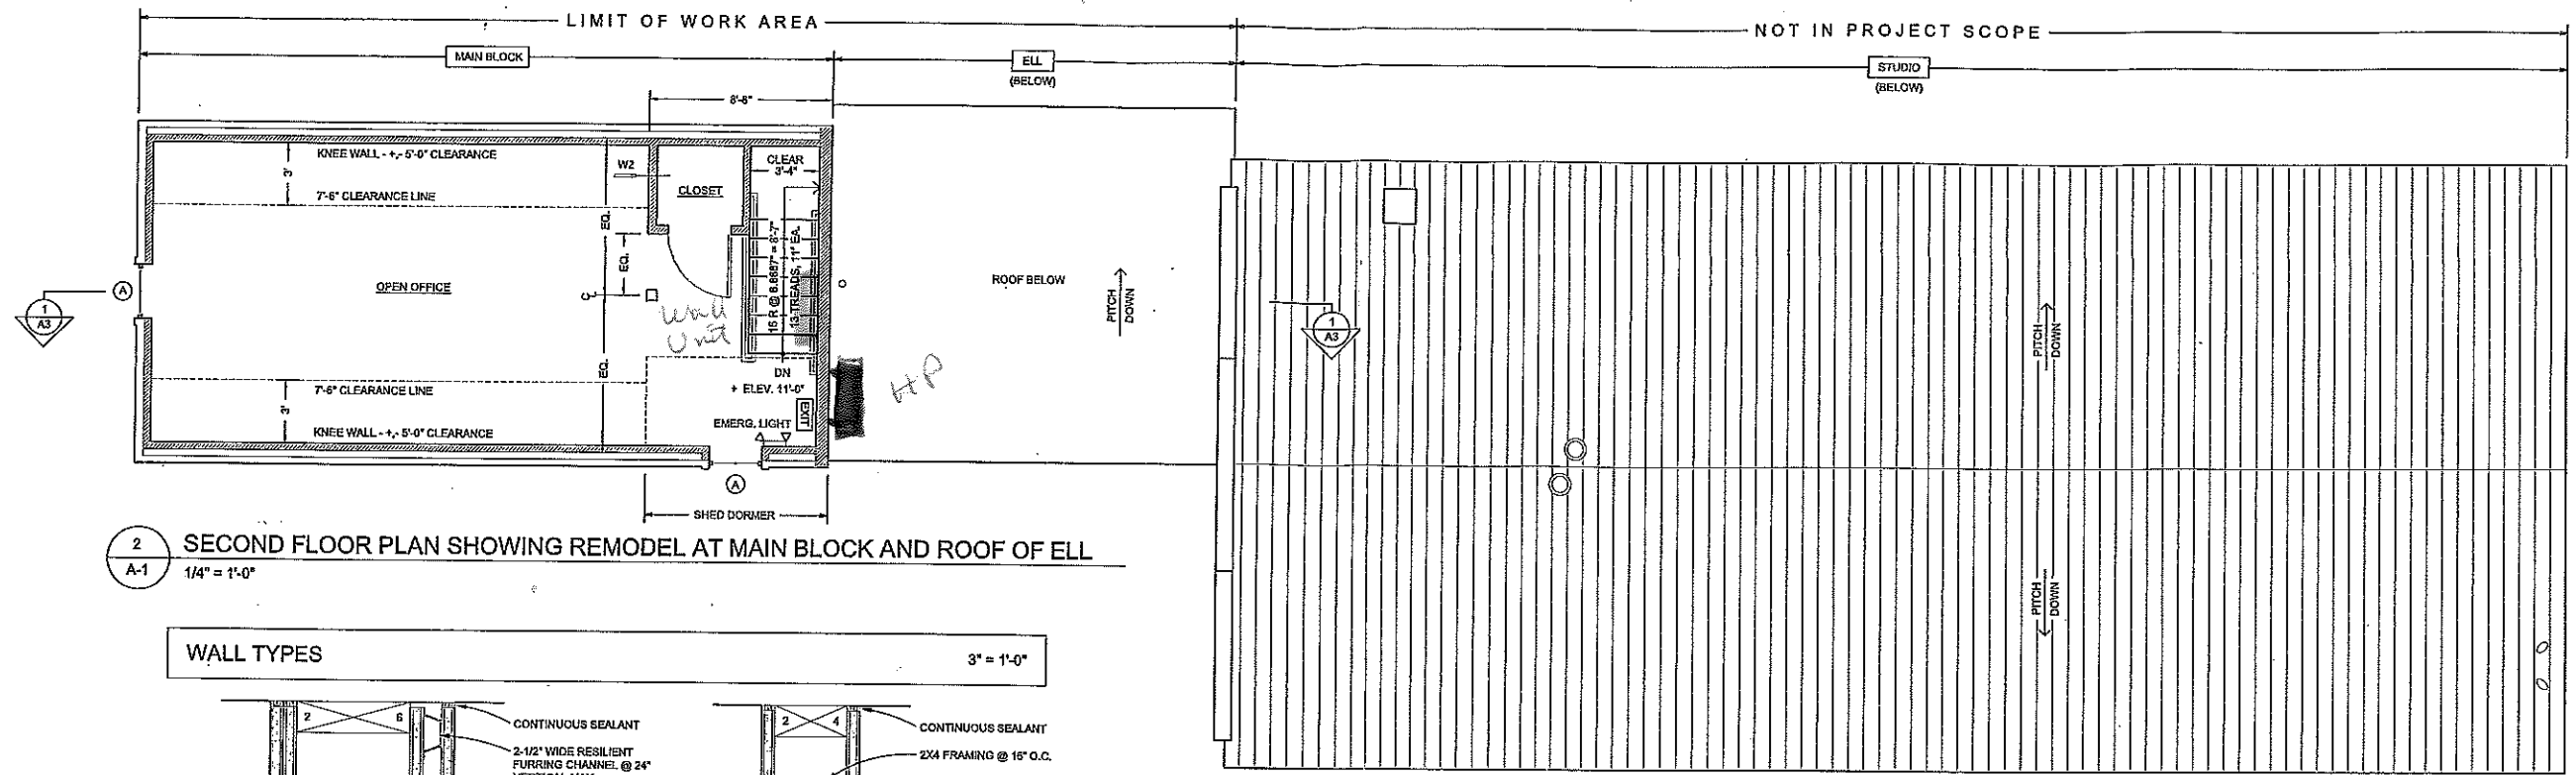 LIMIT OF WORK AREA
NOT IN PROJECT SCOPE
MAIN BLOCK
ELL
(BELOW)
STUDIO
(BELOW)
8'-6"
KNEE WALL - +,- 5'-0" CLEARANCE
3'
7'-6" CLEARANCE LINE
W2
CLOSET
CLEAR
3'-4"
EQ.
EQ.
15 R @ 6.6667" = 8'-7"
13 TREADS, 11" EA.
OPEN OFFICE
A
1
A3
Wall
Unit
ROOF BELOW
PITCH
DOWN
1
A3
PITCH
DOWN
EQ.
7'-6" CLEARANCE LINE
3'
KNEE WALL - +,- 5'-0" CLEARANCE
DN
+ ELEV. 11'-0"
EXIT
EMERG. LIGHT
HP
A
SHED DORMER
2
A-1
SECOND FLOOR PLAN SHOWING REMODEL AT MAIN BLOCK AND ROOF OF ELL
1/4" = 1'-0"
PITCH
DOWN
WALL TYPES
3" = 1'-0"
2 6
CONTINUOUS SEALANT
2-1/2" WIDE RESILIENT
FURRING CHANNEL @ 24"
2 4
CONTINUOUS SEALANT
2X4 FRAMING @ 16" O.C.